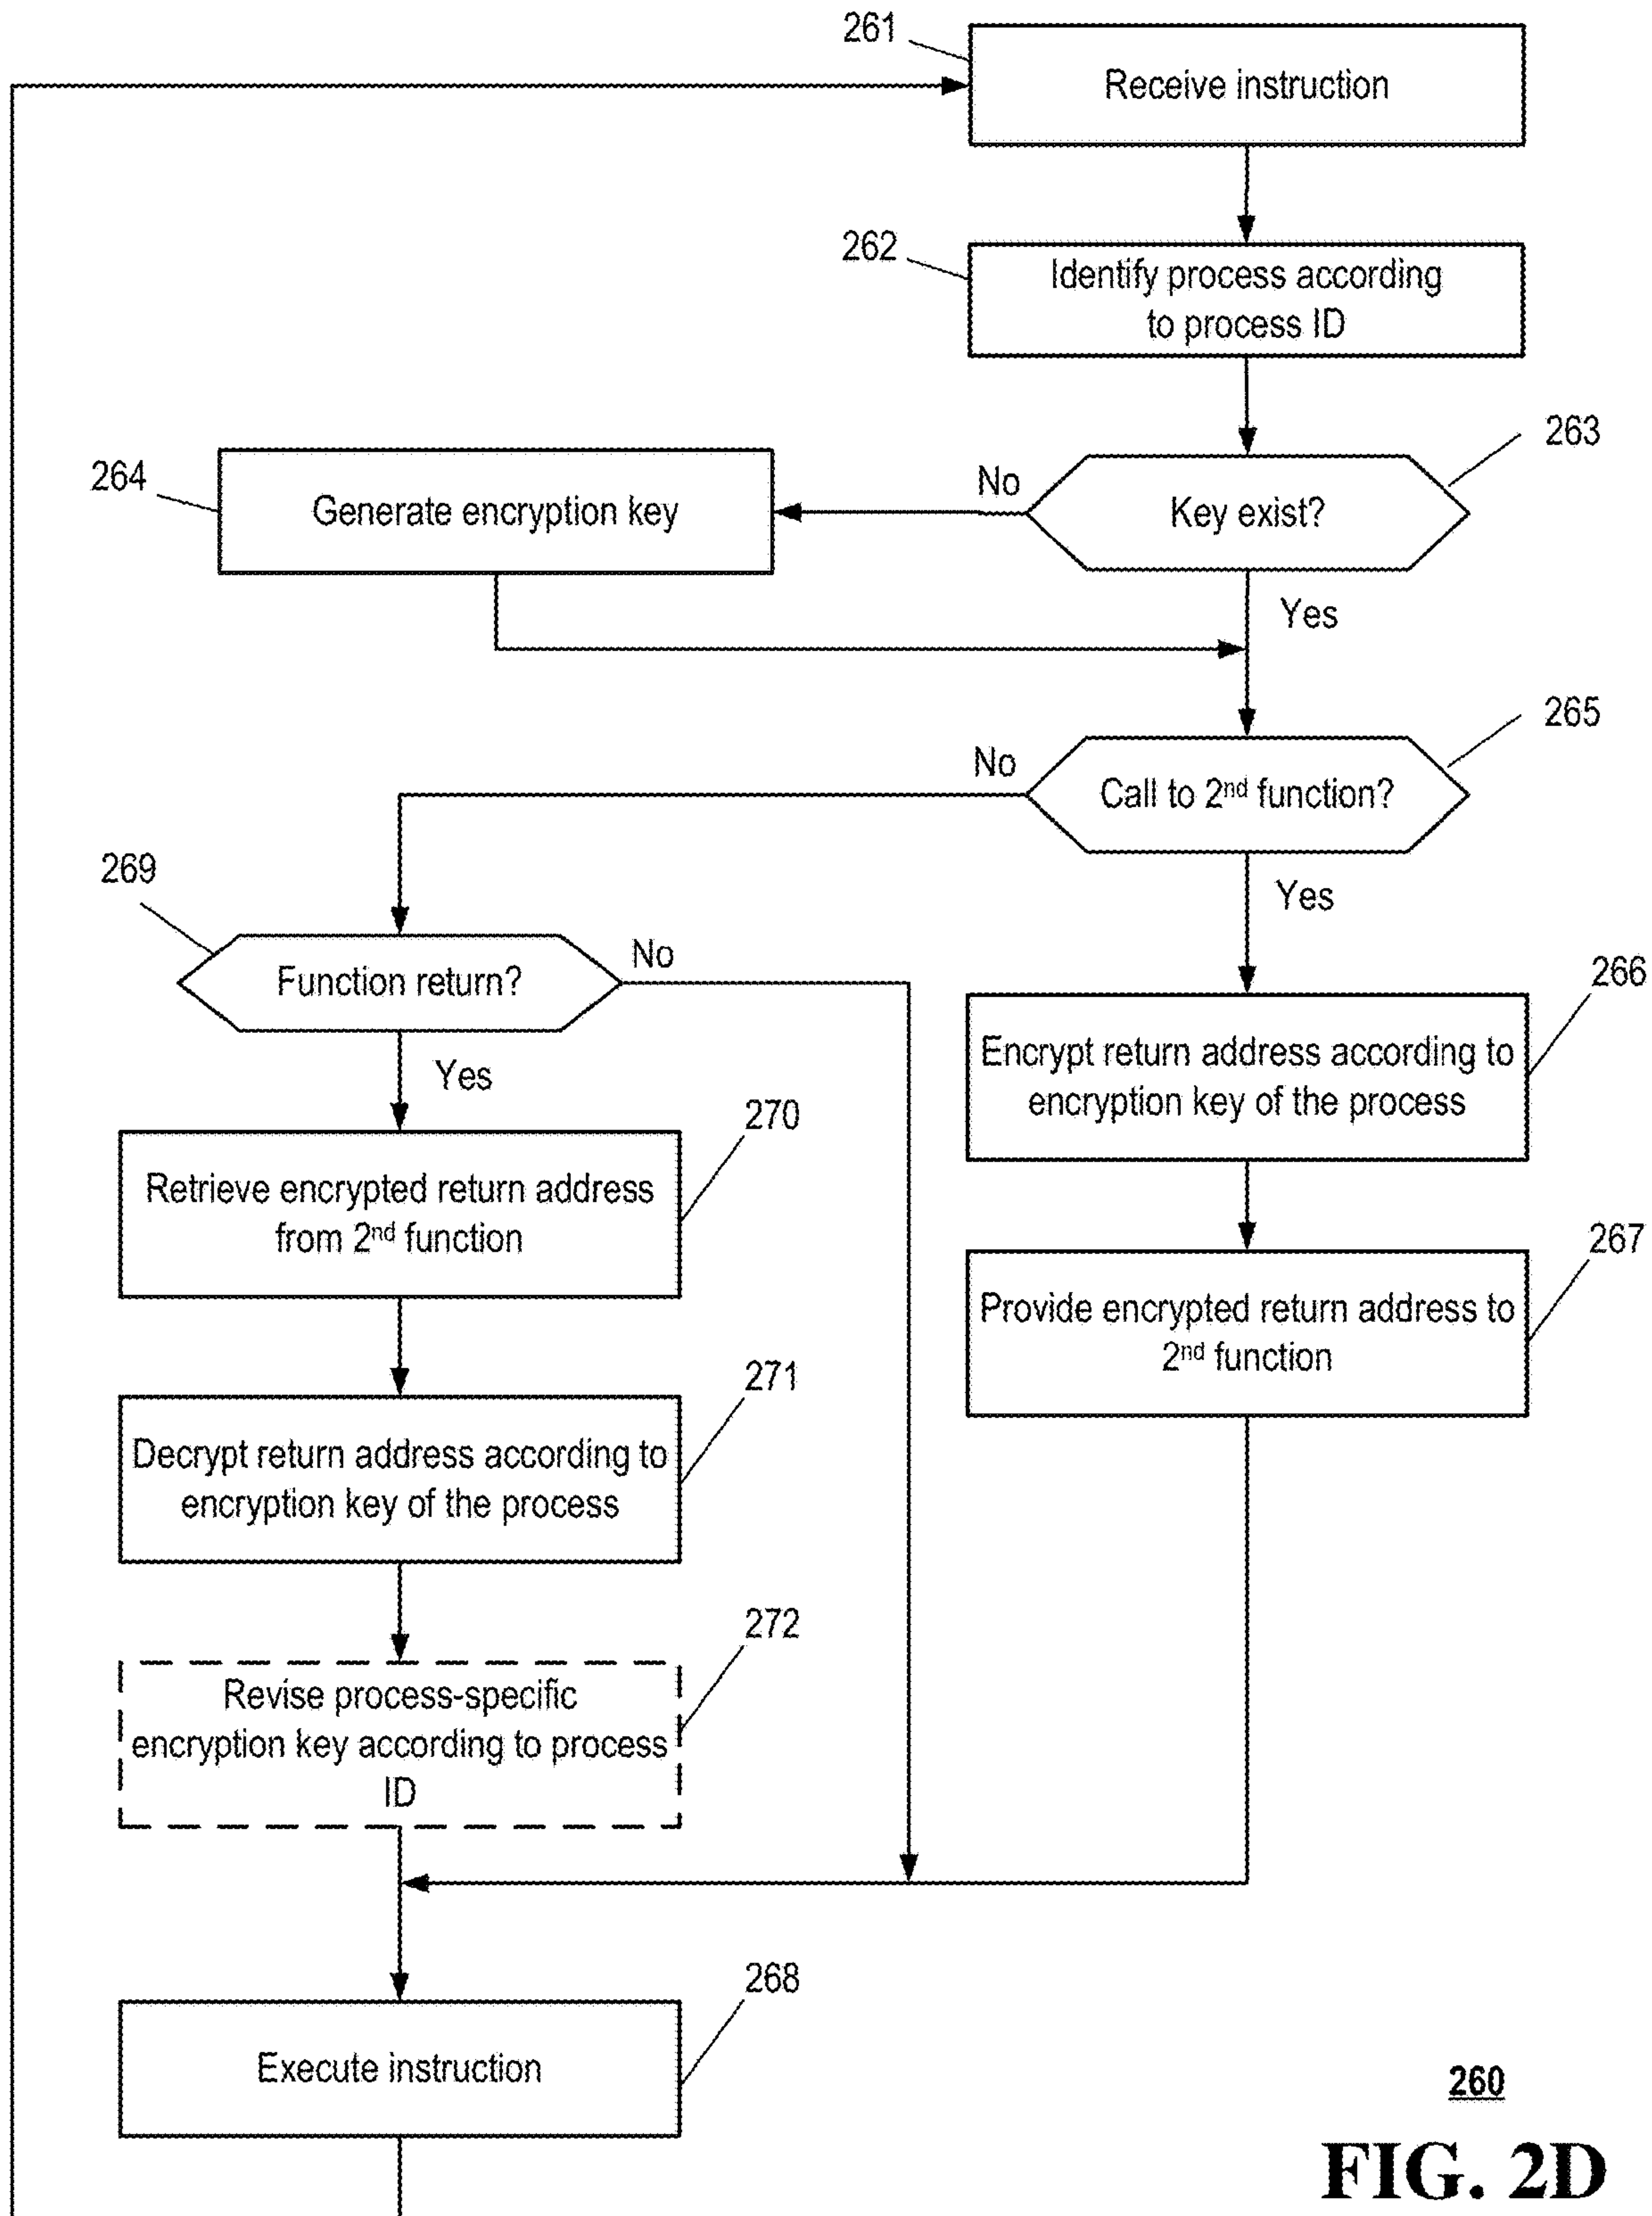 261
Receive instruction
262
Identify process according
to process ID
263
Key exist?
No
264
Generate encryption key
Yes
265
Call to 2nd function?
No
Yes
269
Function return?
No
Yes
266
Encrypt return address according to
encryption key of the process
270
Retrieve encrypted return address
from 2nd function
267
Provide encrypted return address to
2nd function
271
Decrypt return address according to
encryption key of the process
272
Revise process-specific
encryption key according to process
ID
268
Execute instruction
260
FIG. 2D